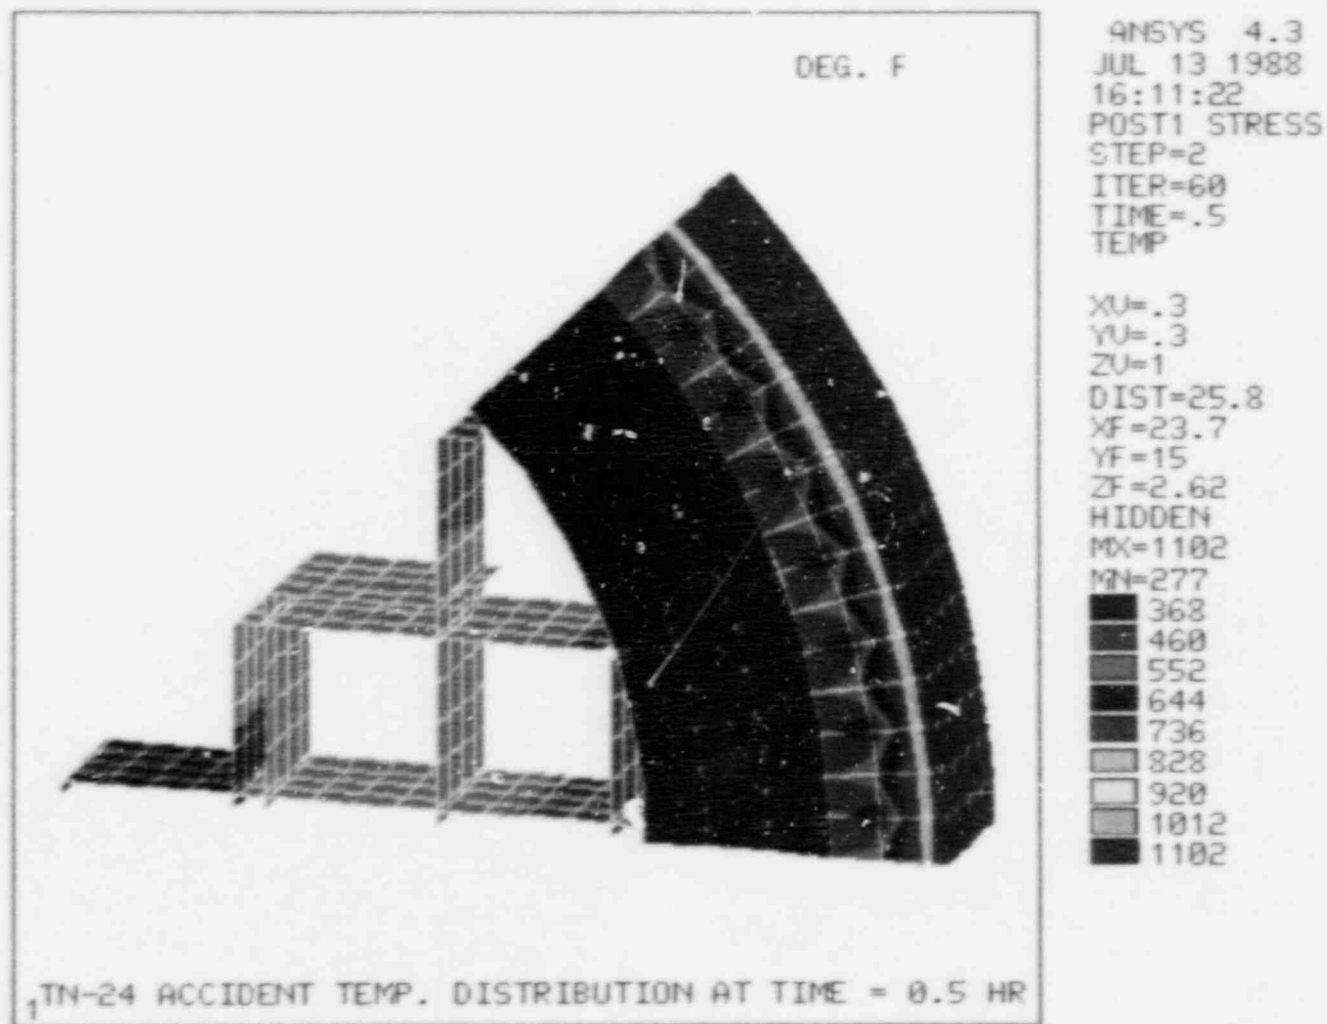 DEG. F
ANSYS 4.3
JUL 13 1988
16:11:22
POST1 STRESS
STEP=2
ITER=60
TIME=.5
TEMP
XV=.3
YV=.3
ZV=1
DIST=25.8
XF=23.7
YF=15
ZF=2.62
HIDDEN
MX=1102
MN=277
368
460
552
644
736
828
920
1012
1102
1
TN-24 ACCIDENT TEMP. DISTRIBUTION AT TIME = 0.5 HR